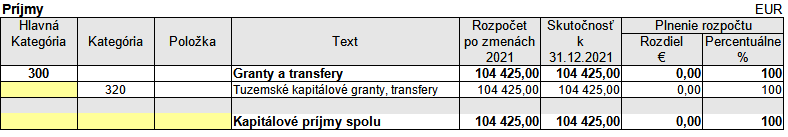 Príjmy EUR
Hlavná Kategória Kategória Položka Text Rozpočet po zmenách 2021 Skutočnosť k 31.12.2021 Plnenie rozpočtu Rozdiel € Percentuálne %
300 Granty a transfery 104 425,00 104 425,00 0,00 100
320 Tuzemské kapitálové granty, transfery 104 425,00 104 425,00 0,00 100
Kapitálové príjmy spolu 104 425,00 104 425,00 0,00 100